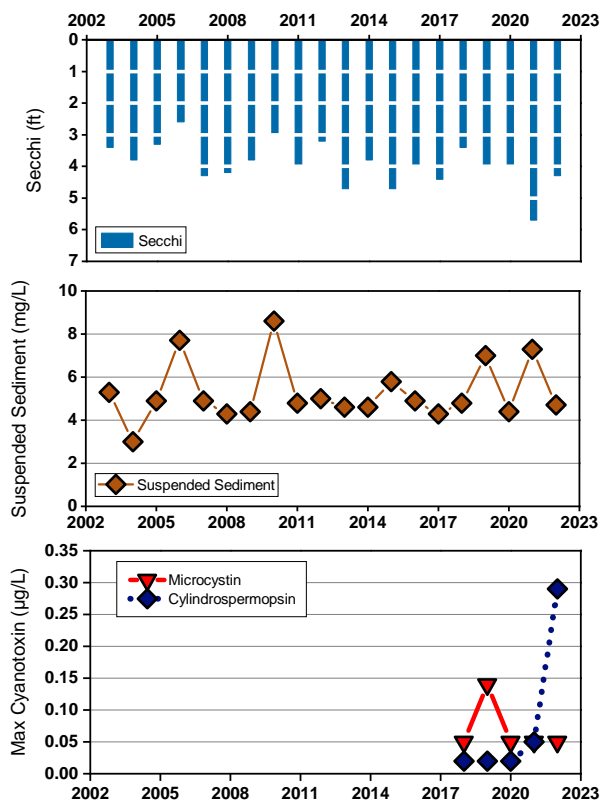 2002 2005 2008 2011 2014 2017 2020 2023
0
1
2
3
4
5
6
7
Secchi (ft)
Secchi
10
8
6
4
2
0
Suspended Sediment (mg/L)
Suspended Sediment
2002 2005 2008 2011 2014 2017 2020 2023
0.35
0.30
0.25
0.20
0.15
0.10
0.05
0.00
Max Cyanotoxin (µg/L)
Microcystin
Cylindrospermopsin
2002 2005 2008 2011 2014 2017 2020 2023